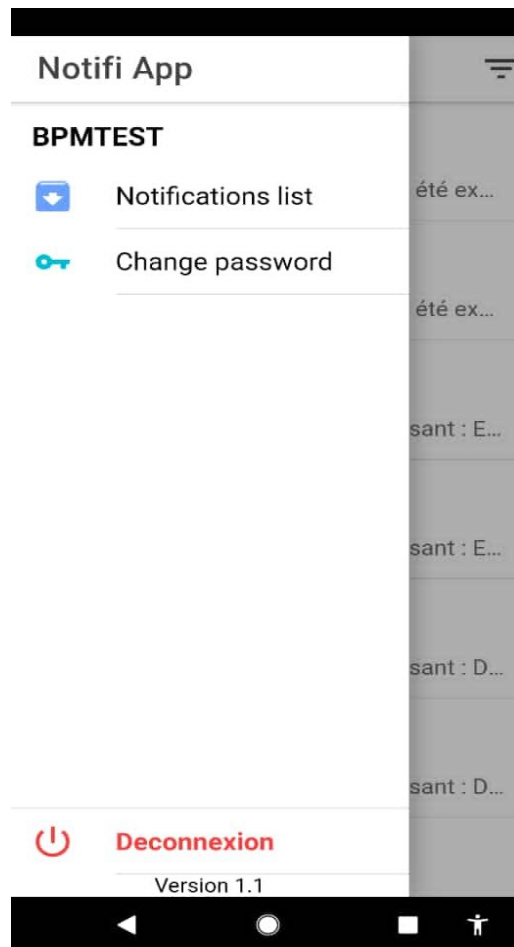 Notifi App
BPMTEST
Notifications list
été ex...
Change password
été ex...
sant : E...
sant : E...
sant : D...
sant : D...
Deconnexion
Version 1.1